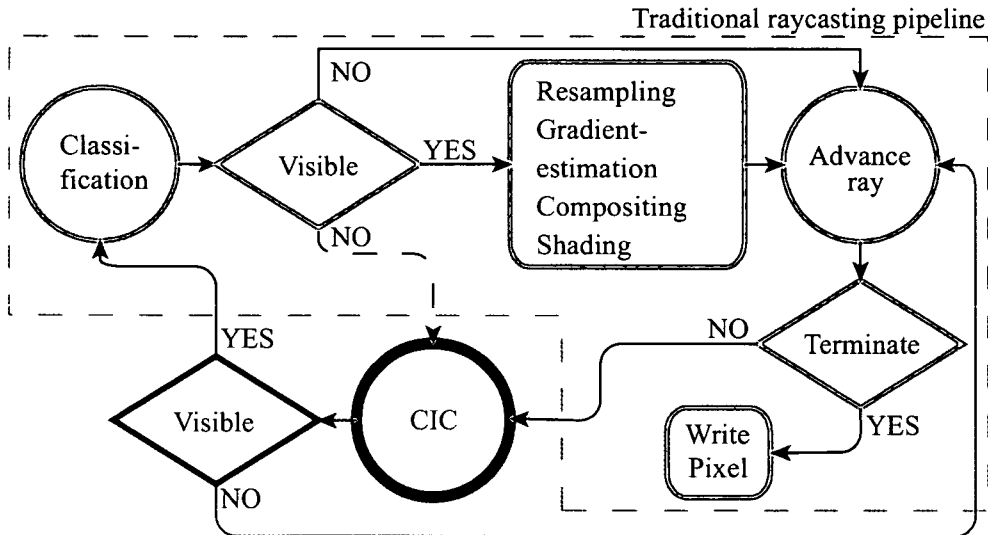 Traditional raycasting pipeline
NO
Classi-
fication
Visible
YES
Resampling
Gradient-
estimation
Compositing
Shading
Advance
ray
NO
NO
Terminate
YES
YES
Visible
CIC
Write
Pixel
NO